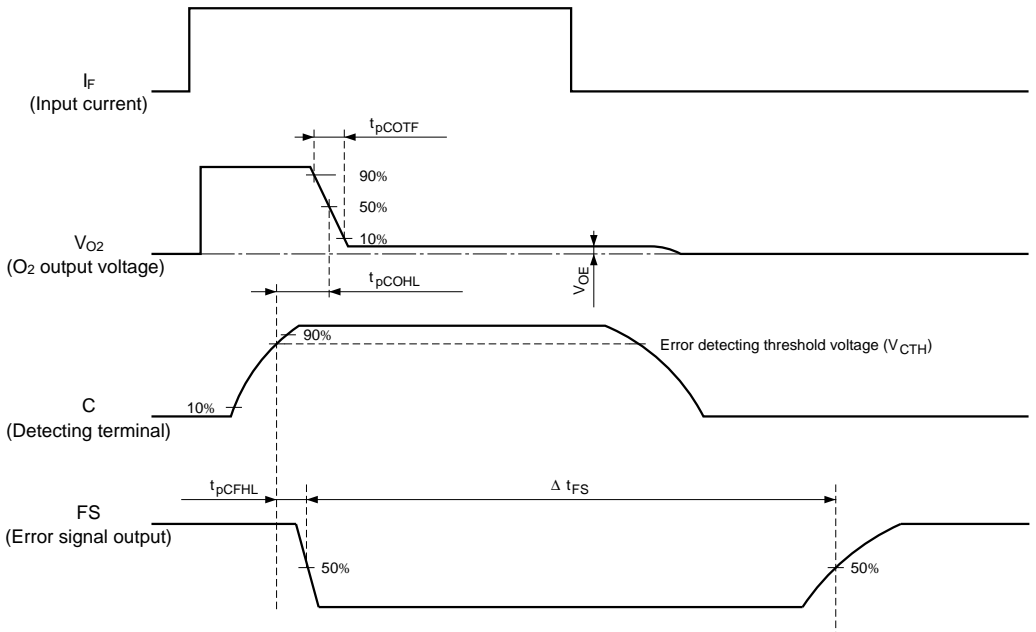 IF
(Input current)
tpCOTF
90%
50%
10%
VO2
(O2 output voltage)
VOE
tpCOHL
90%
Error detecting threshold voltage (VCTH)
10%
C
(Detecting terminal)
tpCFHL
Δ tFS
FS
(Error signal output)
50%
50%